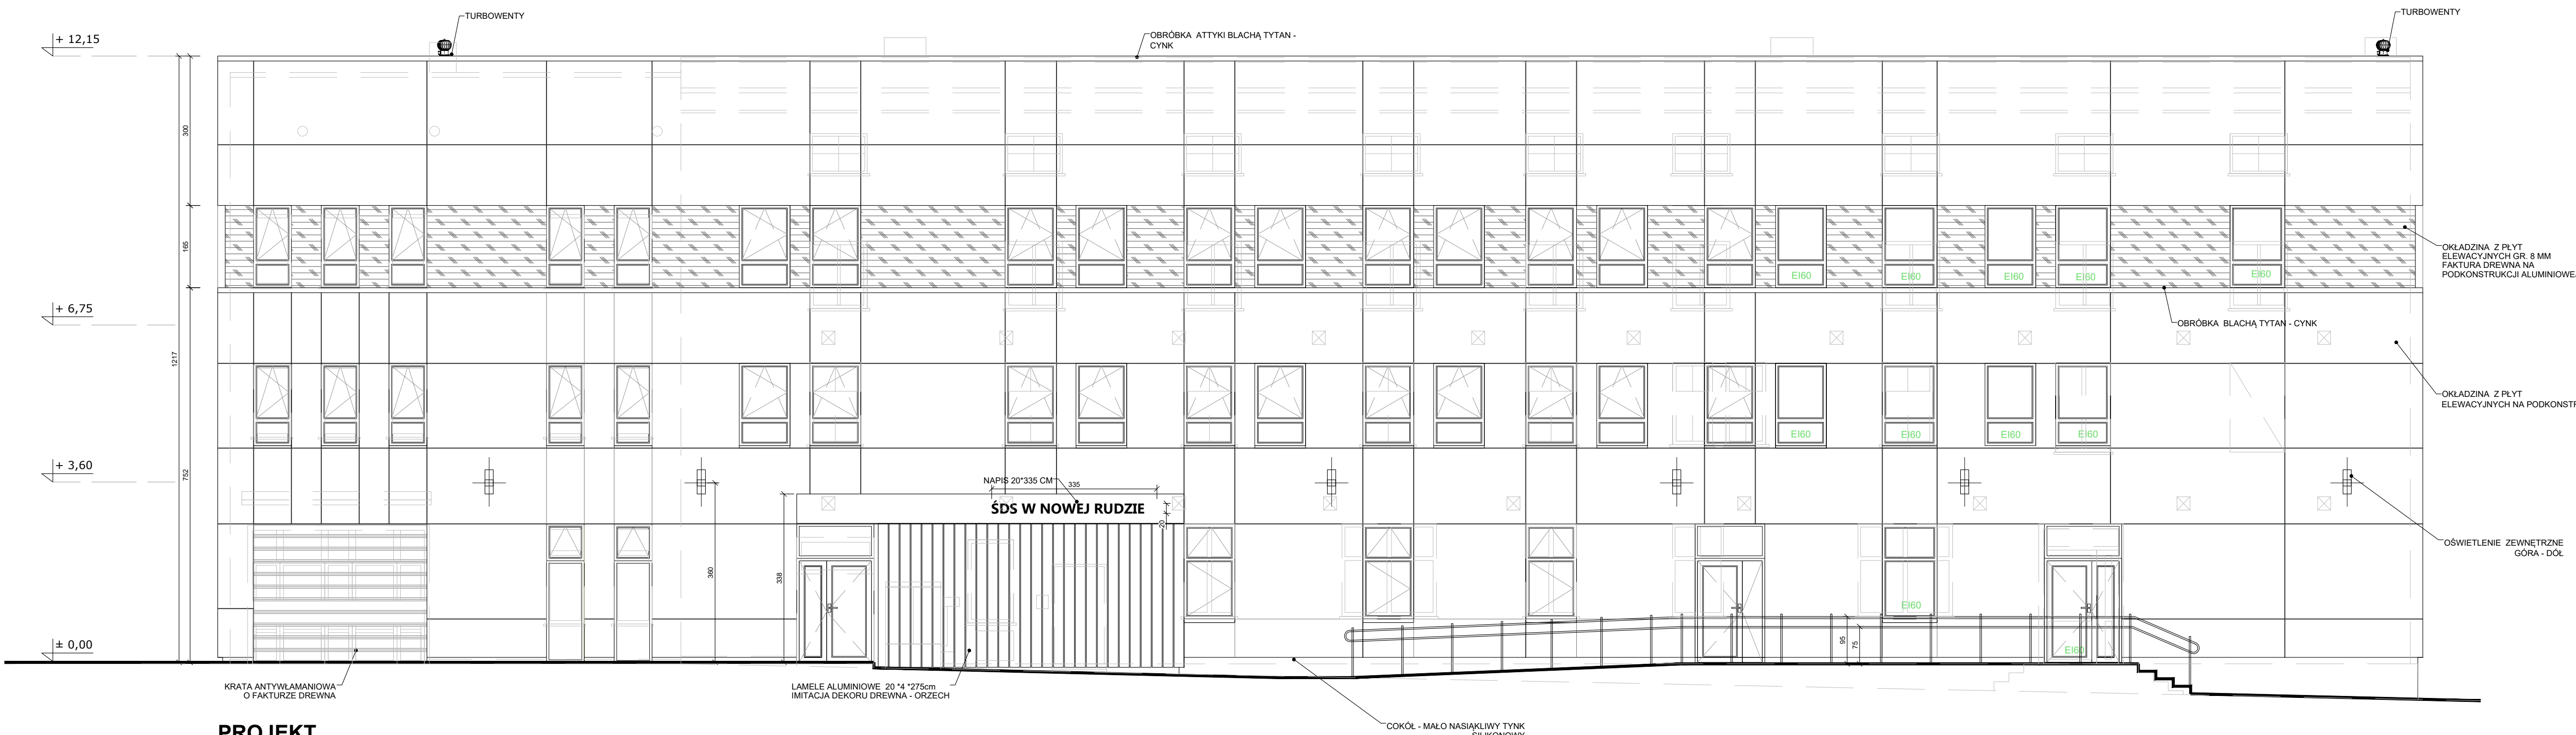 TURBOWENTY
TURBOWENTY
+ 12,15
OBRÓBKA ATTYKI BLACHĄ TYTAN -
CYNK
300
165
OKŁADZINA Z PŁYT
ELEWACYJNYCH GR. 8 MM
FAKTURA DREWNA NA
PODKONSTRUKCJI ALUMINIOWE
EI60
EI60
EI60
EI60
EI60
+ 6,75
OBRÓBKA BLACHĄ TYTAN - CYNK
1217
OKŁADZINA Z PŁYT
ELEWACYJNYCH NA PODKONST
EI60
EI60
EI60
EI60
+ 3,60
752
NAPIS 20*335 CM
335
ŚDS W NOWEJ RUDZIE
20
OŚWIETLENIE ZEWNĘTRZNE
GÓRA - DÓŁ
360
338
EI60
95
75
EI60
± 0,00
KRATA ANTYWŁAMANIOWA
O FAKTURZE DREWNA
LAMELE ALUMINIOWE 20 *4 *275cm
IMITACJA DEKORU DREWNA - ORZECH
COKÓŁ - MAŁO NASIĄKLIWY TYNK
SILIKONOWY
PROJEKT